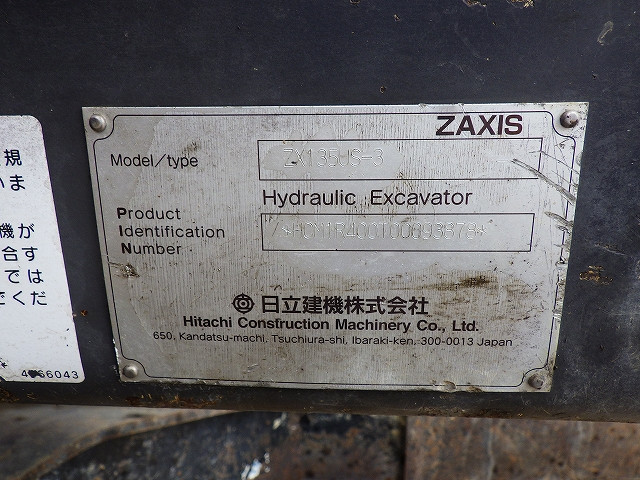 規
いま
機が
合す
では
でくだ
ZAXIS
Model/type
ZX135US-3
Hydraulic Excavator
Product
Identification
Number
日立建機株式会社
Hitachi Construction Machinery Co., Ltd.
650, Kandatsu-machi, Tsuchiura-shi, Ibaraki-ken, 300-0013 Japan